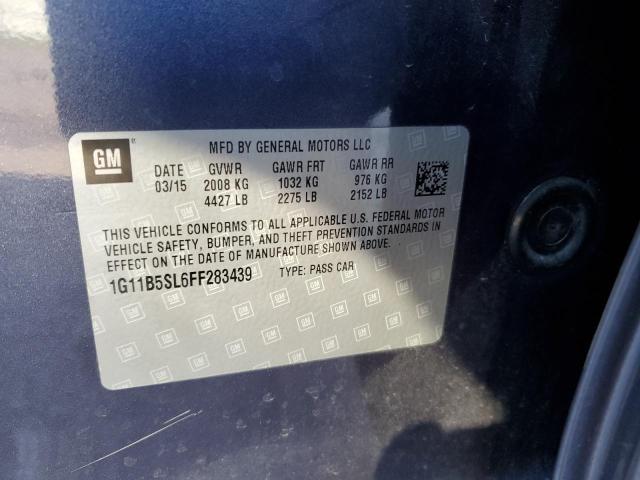 GM
MFD BY GENERAL MOTORS LLC
DATE GVWR GAWR FRT GAWR RR
03/15 2008 KG 1032 KG 976 KG
4427 LB 2275 LB 2152 LB
THIS VEHICLE CONFORMS TO ALL APPLICABLE U.S. FEDERAL MOTOR
VEHICLE SAFETY, BUMPER, AND THEFT PREVENTION STANDARDS IN
EFFECT ON THE DATE OF MANUFACTURE SHOWN ABOVE.
1G11B5SL6FF283439 TYPE: PASS CAR